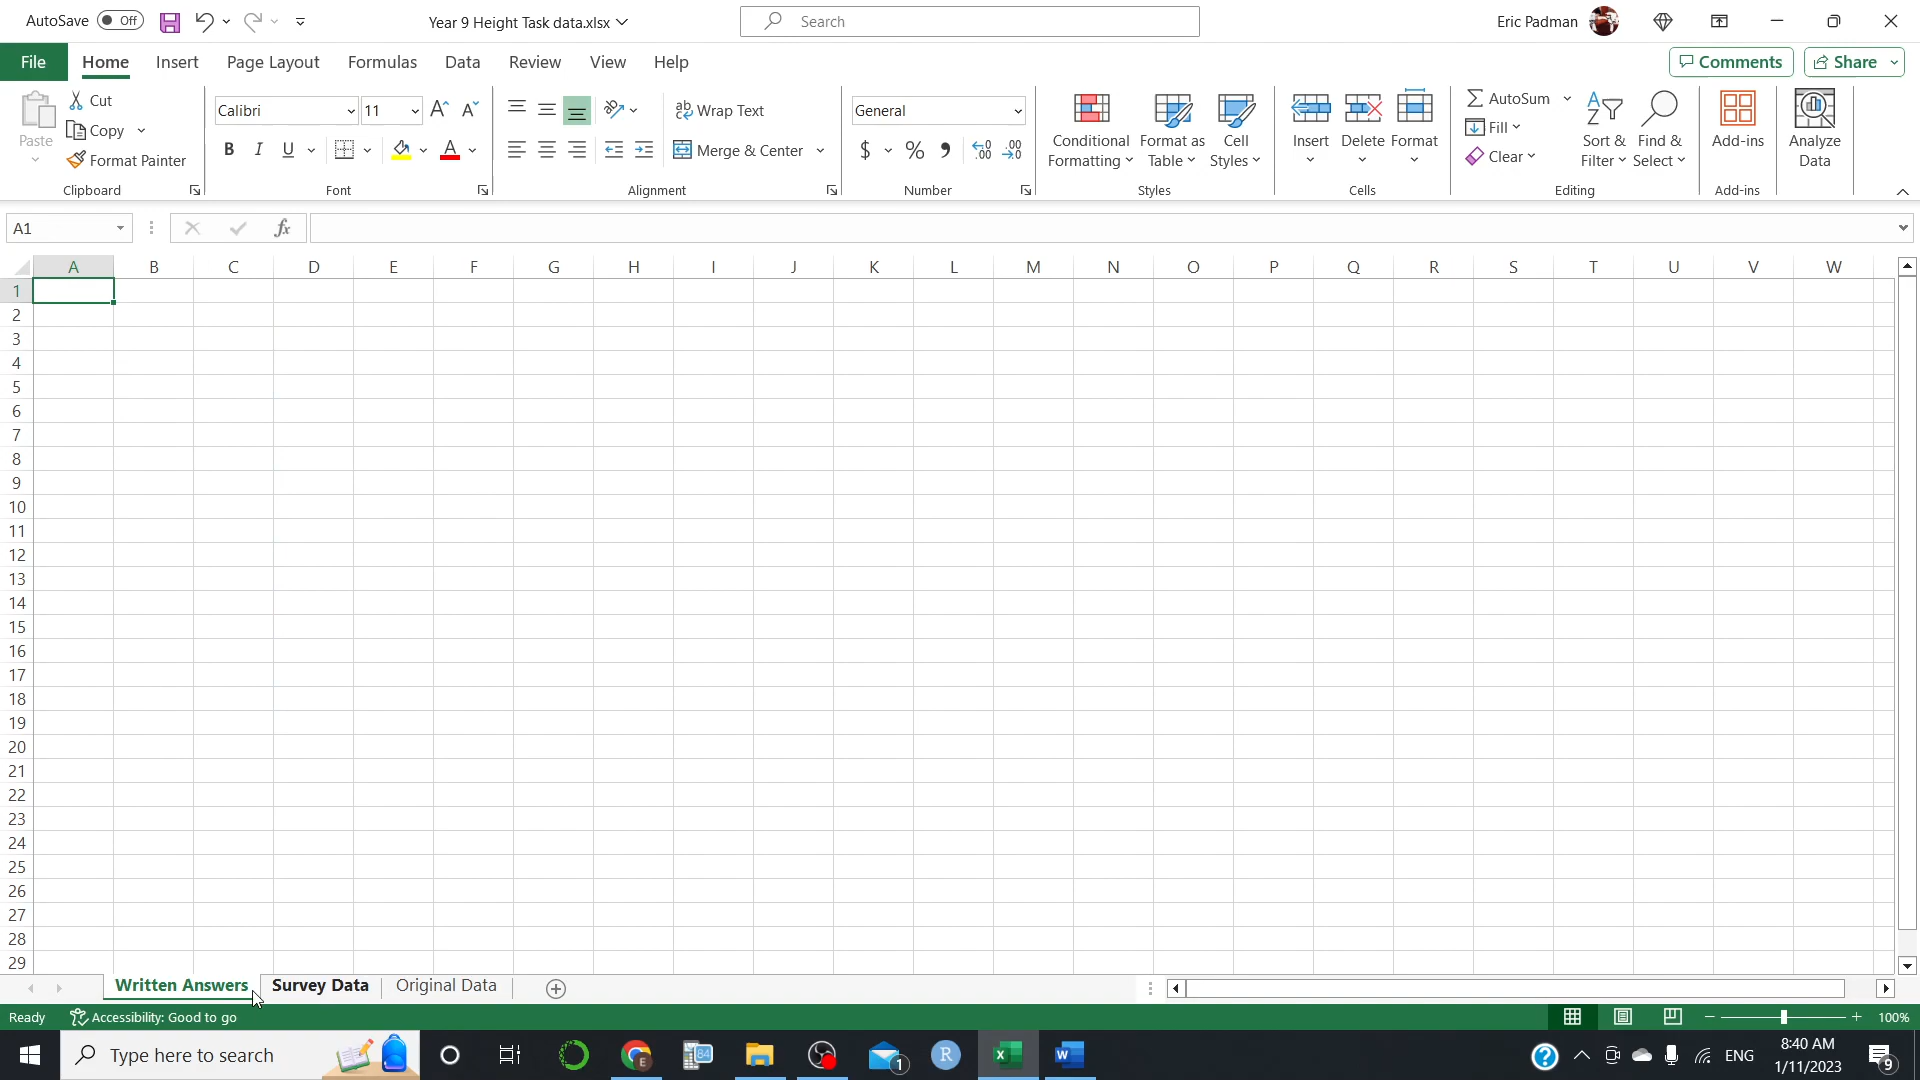 AutoSave Off Year 9 Height Task data.xlsx Search Eric Padman
File Home Insert Page Layout Formulas Data Review View Help Comments Share
Paste Cut Copy Format Painter Clipboard
Calibri 11 B I U A Font
ab Wrap Text Merge & Center Alignment
General $ % Number
Conditional Formatting Format as Table Cell Styles Styles
Insert Delete Format Cells
AutoSum Fill Clear Sort & Filter Find & Select Editing
Add-ins Add-ins
Analyze Data
A1 fx
A B C D E F G H I J K L M N O P Q R S T U V W
1
2
3
4
5
6
7
8
9
10
11
12
13
14
15
16
17
18
19
20
21
22
23
24
25
26
27
28
29
Written Answers Survey Data Original Data
Ready Accessibility: Good to go 100%
Type here to search 84 E 1 R X W ENG 8:40 AM 9
1/11/2023